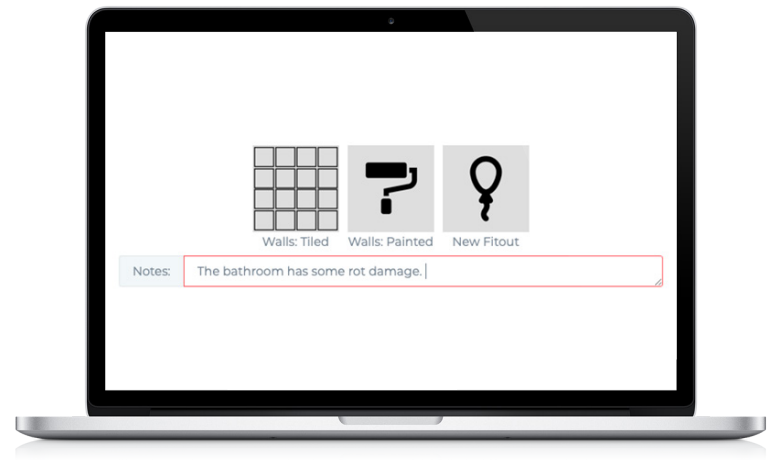 Walls: Tiled Walls: Painted New Fitout
Notes: The bathroom has some rot damage.